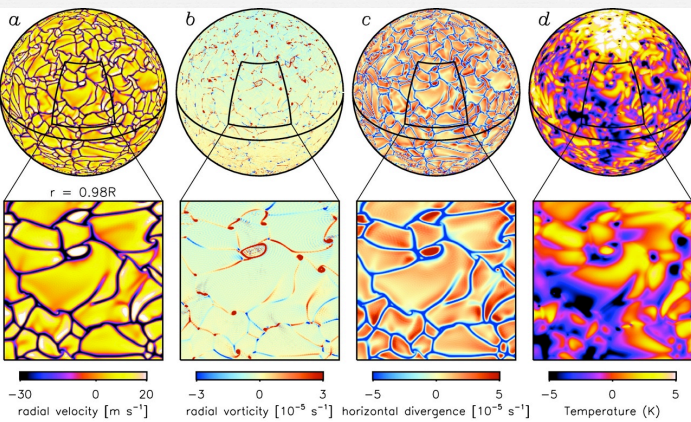 a b c d
r = 0.98R
−30 0 20
radial velocity [m s⁻¹]
−3 0 3
radial vorticity [10⁻⁵ s⁻¹]
−5 0 5
horizontal divergence [10⁻⁵ s⁻¹]
−5 0 5
Temperature (K)